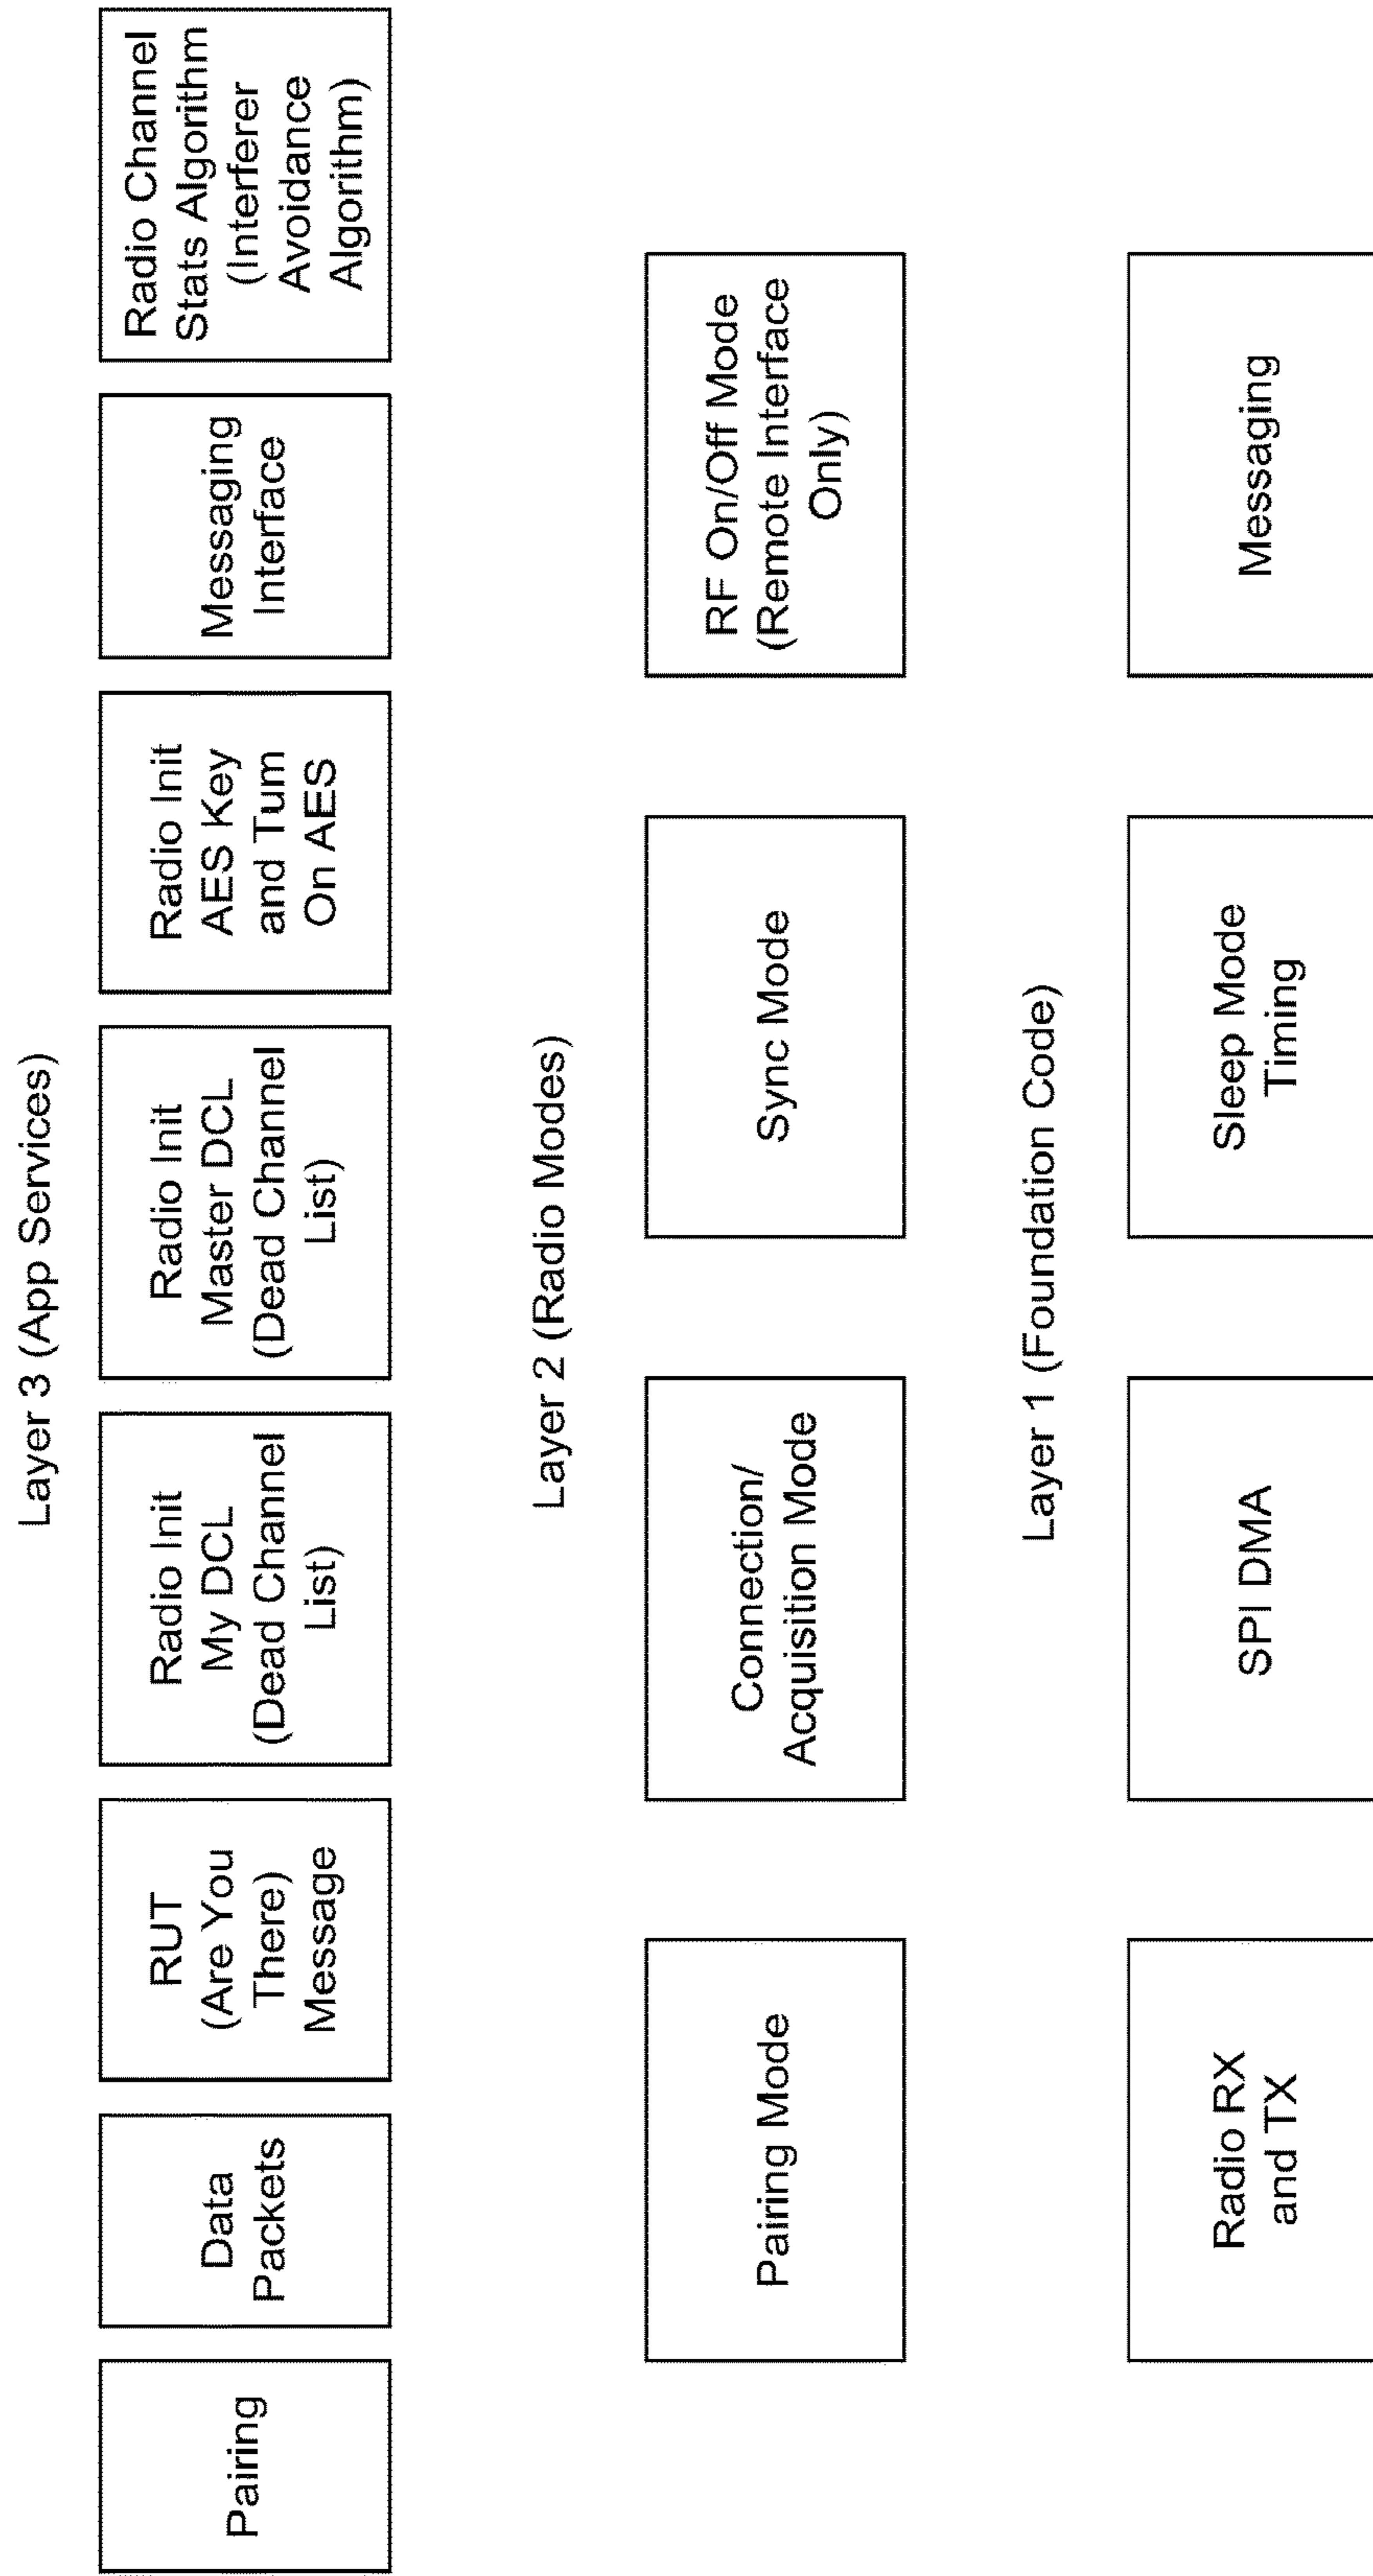 Layer 3 (App Services)
Pairing
Data
Packets
RUT
(Are You
There)
Message
Radio Init
My DCL
(Dead Channel
List)
Radio Init
Master DCL
(Dead Channel
List)
Radio Init
AES Key
and Tum
On AES
Messaging
Interface
Radio Channel
Stats Algorithm
(Interferer
Avoidance
Algorithm)
Layer 2 (Radio Modes)
Pairing Mode
Connection/
Acquisition Mode
Sync Mode
RF On/Off Mode
(Remote Interface
Only)
Layer 1 (Foundation Code)
Radio RX
and TX
SPI DMA
Sleep Mode
Timing
Messaging